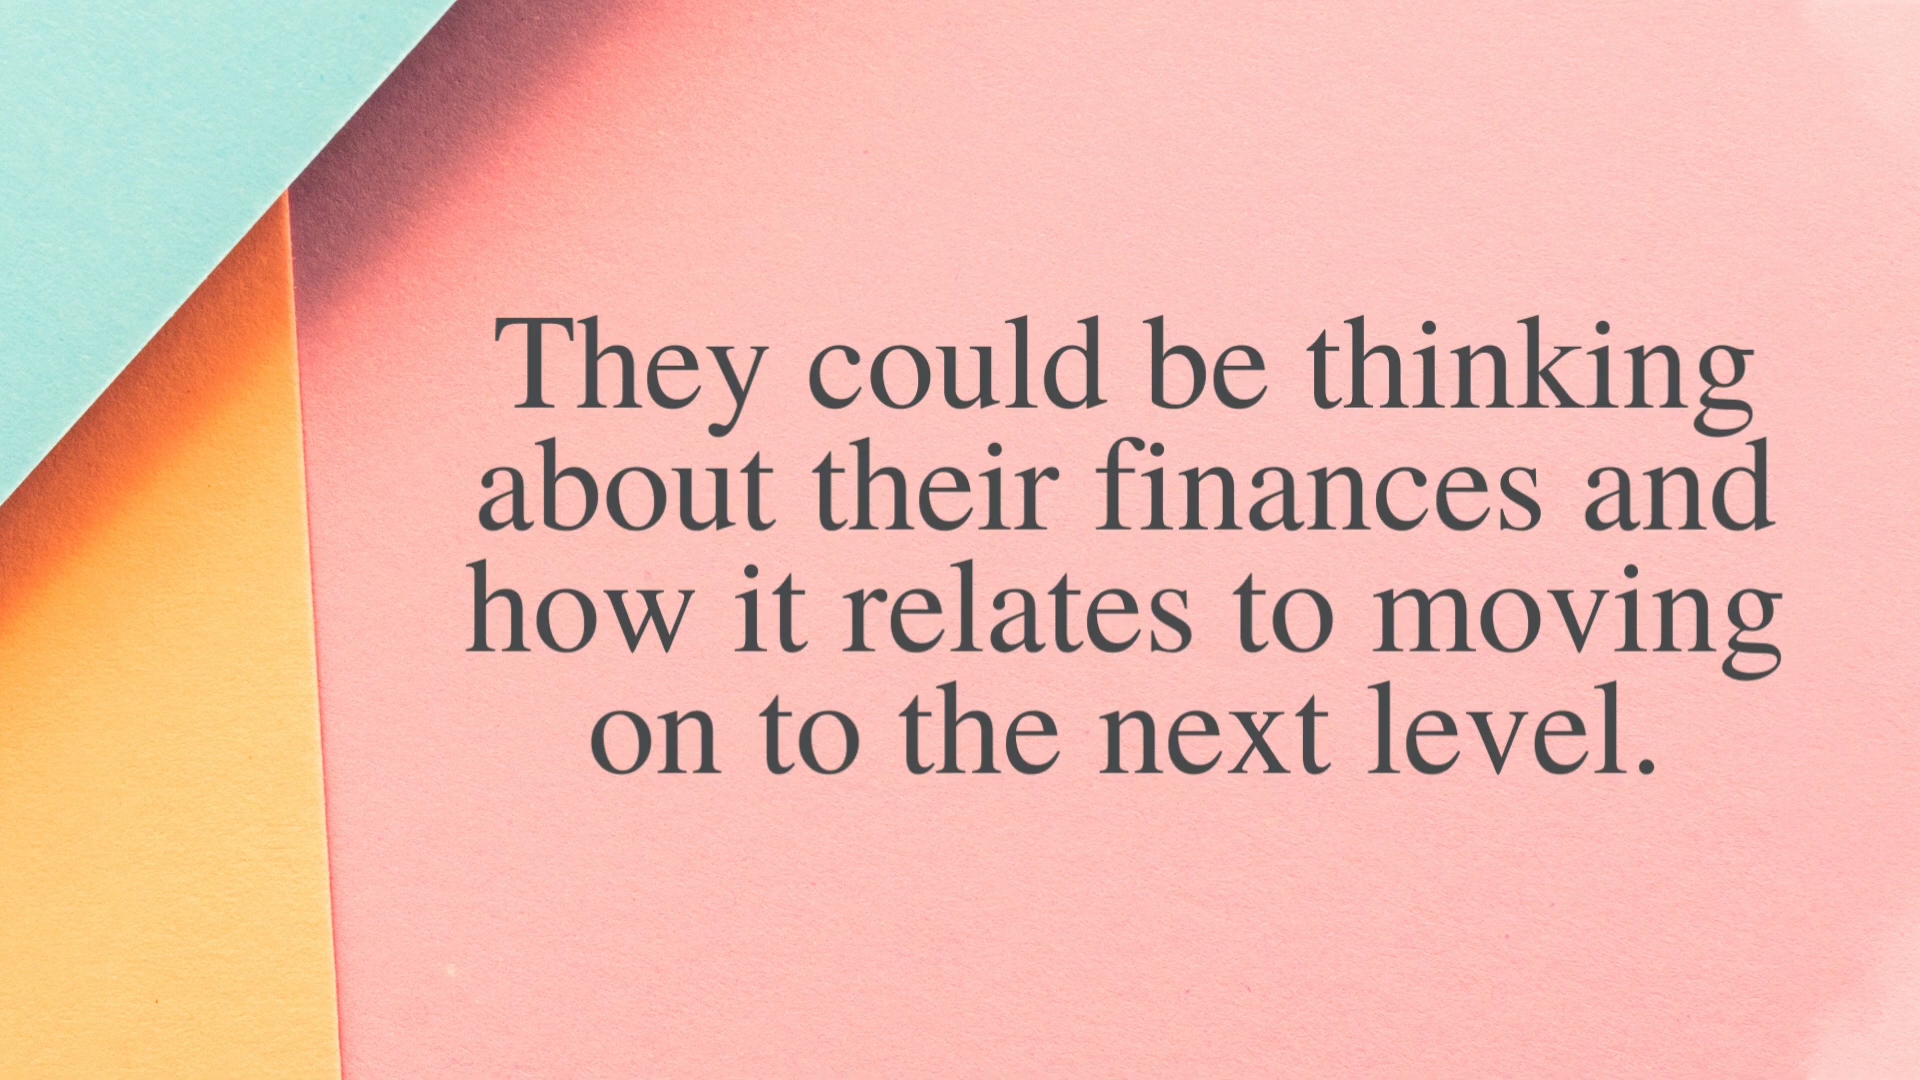 They could be thinking
about their finances and
how it relates to moving
on to the next level.